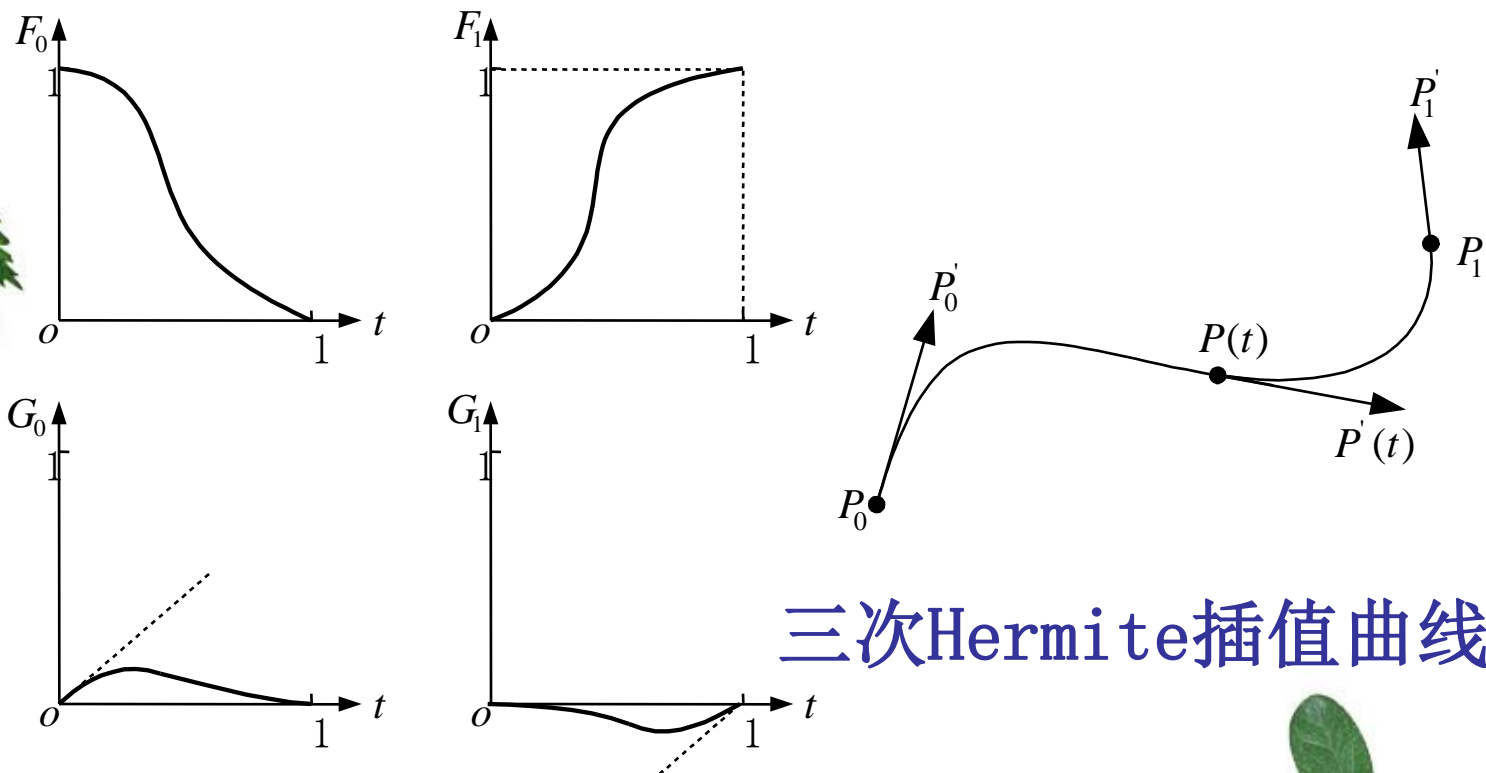 F₀
1
o
1
t
F₁
1
o
1
t
G₀
1
o
1
t
G₁
1
o
1
t
P₀'
P₀
P(t)
P'(t)
P₁'
P₁
三次Hermite插值曲线